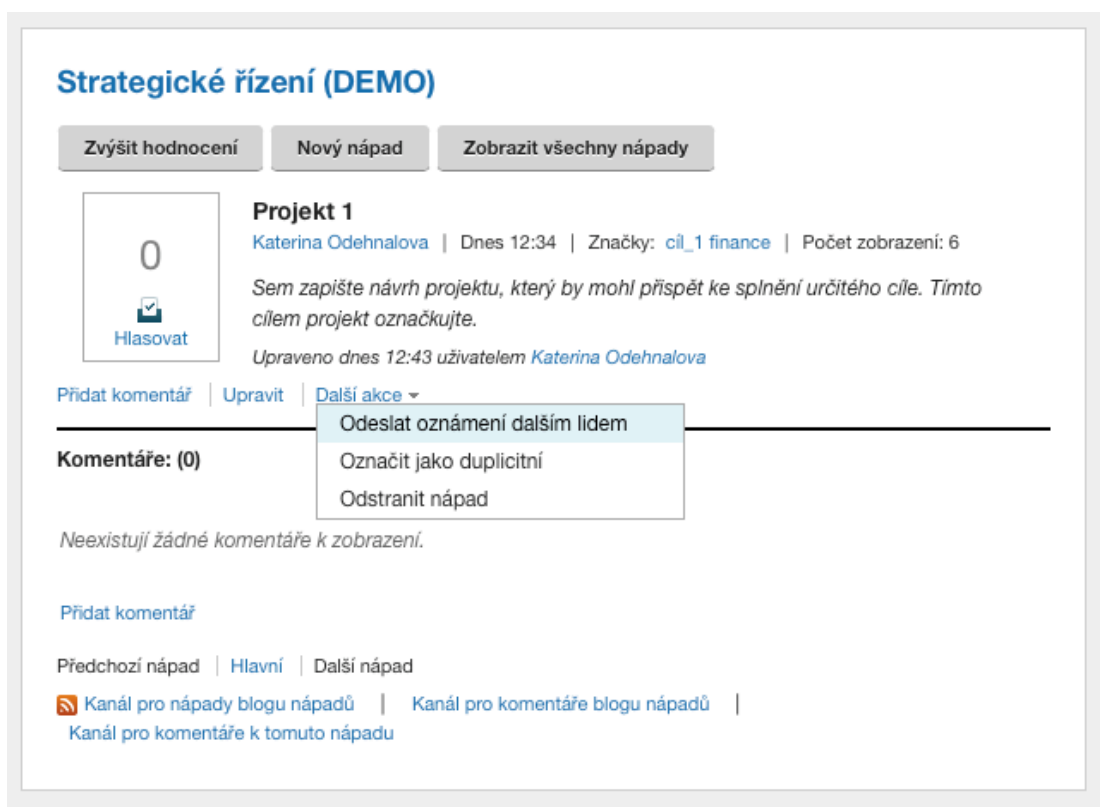 Strategické řízení (DEMO)
Zvýšit hodnocení Nový nápad Zobrazit všechny nápady
0
Hlasovat
Projekt 1
Katerina Odehnalova | Dnes 12:34 | Značky: cíl_1 finance | Počet zobrazení: 6
Sem zapište návrh projektu, který by mohl přispět ke splnění určitého cíle. Tímto
cílem projekt označkujte.
Upraveno dnes 12:43 uživatelem Katerina Odehnalova
Přidat komentář | Upravit | Další akce
Odeslat oznámení dalším lidem
Označit jako duplicitní
Odstranit nápad
Komentáře: (0)
Neexistují žádné komentáře k zobrazení.
Přidat komentář
Předchozí nápad | Hlavní | Další nápad
Kanál pro nápady blogu nápadů | Kanál pro komentáře blogu nápadů |
Kanál pro komentáře k tomuto nápadu